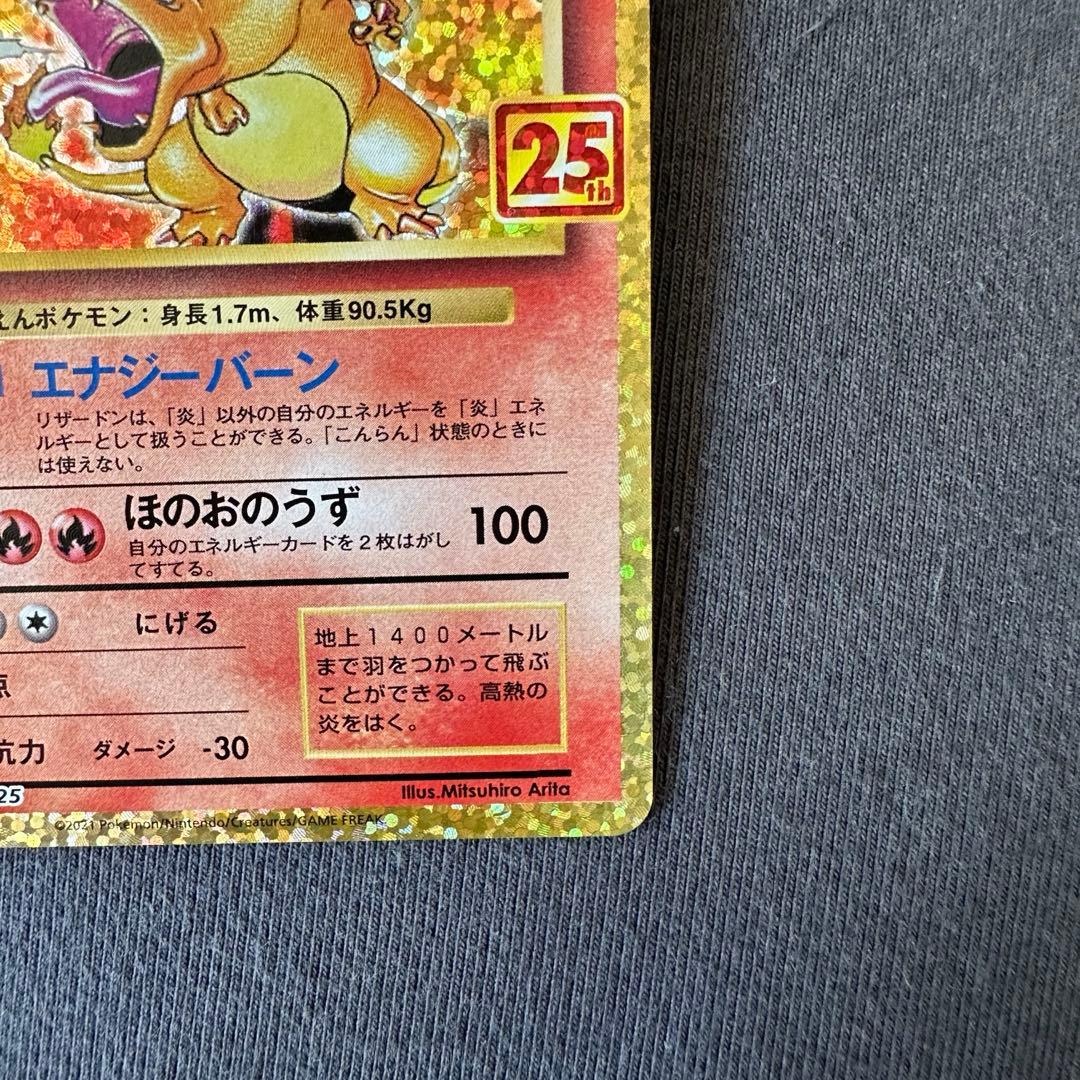 25th
えんポケモン：身長1.7m、体重90.5Kg
エナジーバーン
リザードンは、「炎」以外の自分のエネルギーを「炎」エネ
ルギーとして扱うことができる。「こんらん」状態のときに
は使えない。
ほのおのうず 100
自分のエネルギーカードを２枚はがし
てすてる。
にげる
点
抗力 ダメージ -30
地上１４００メートル
まで羽をつかって飛ぶ
ことができる。高熱の
炎をはく。
25
Illus.Mitsuhiro Arita
©2021 Pokémon/Nintendo/Creatures/GAME FREAK.